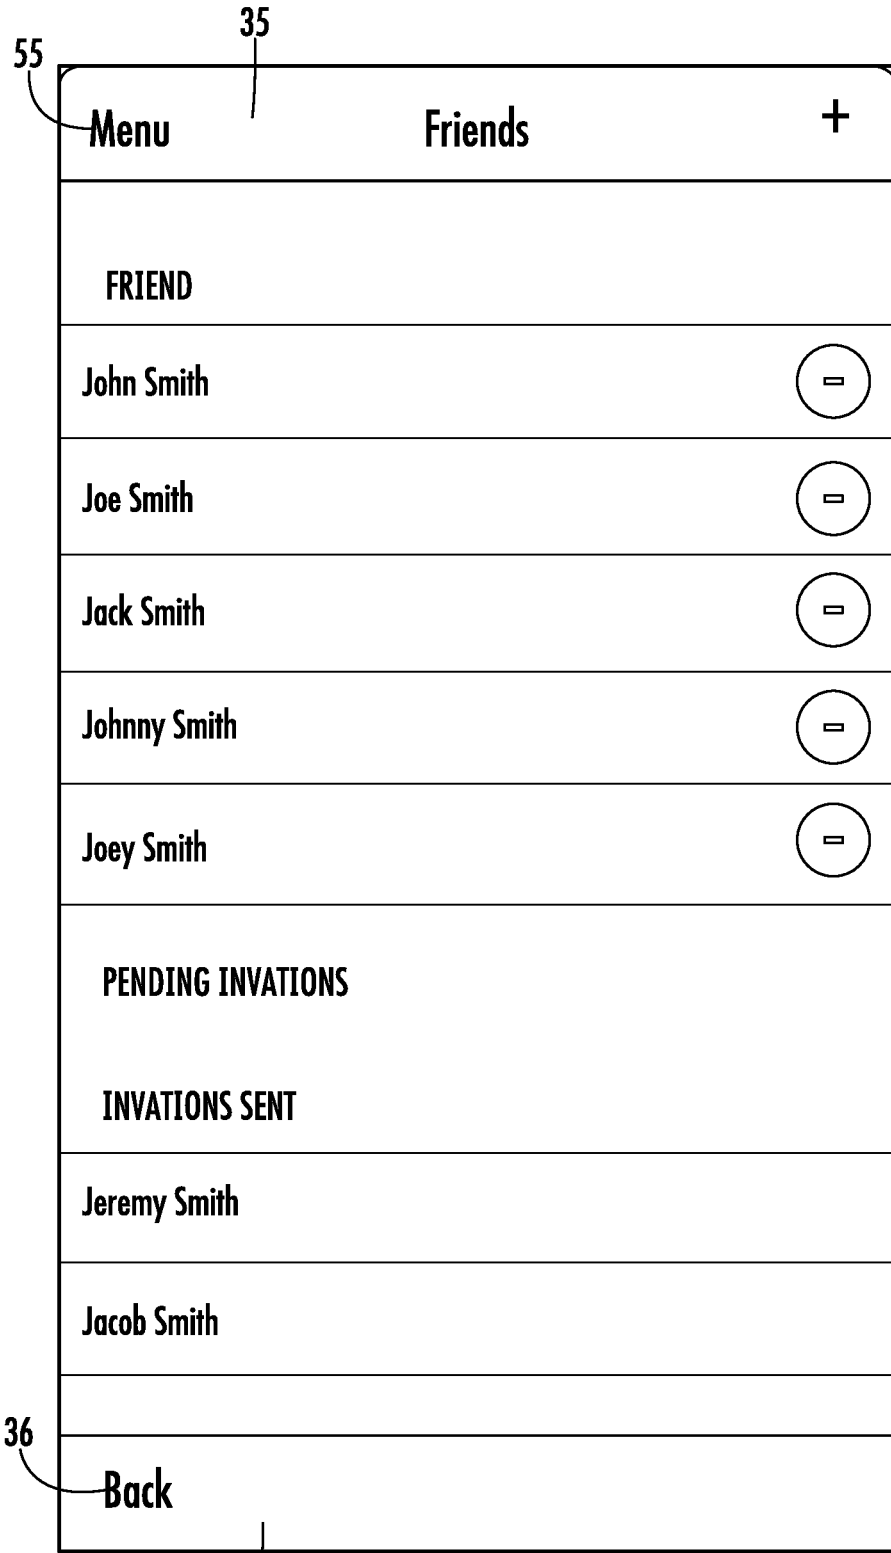 35
55
Menu Friends +
FRIEND
John Smith -
Joe Smith -
Jack Smith -
Johnny Smith -
Joey Smith -
PENDING INVATIONS
INVATIONS SENT
Jeremy Smith
Jacob Smith
36
Back